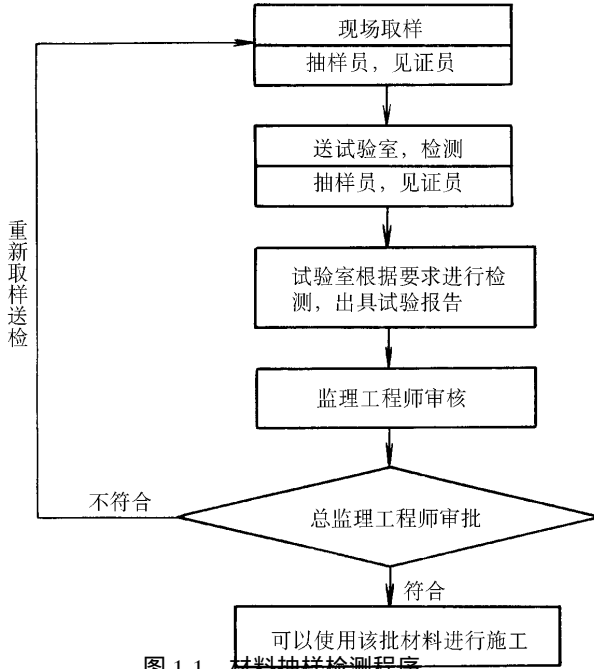 现场取样
抽样员，见证员
送试验室，检测
抽样员，见证员
试验室根据要求进行检
测，出具试验报告
监理工程师审核
总监理工程师审批
不符合
重新取样送检
符合
可以使用该批材料进行施工
图 1-1 材料抽样检测程序